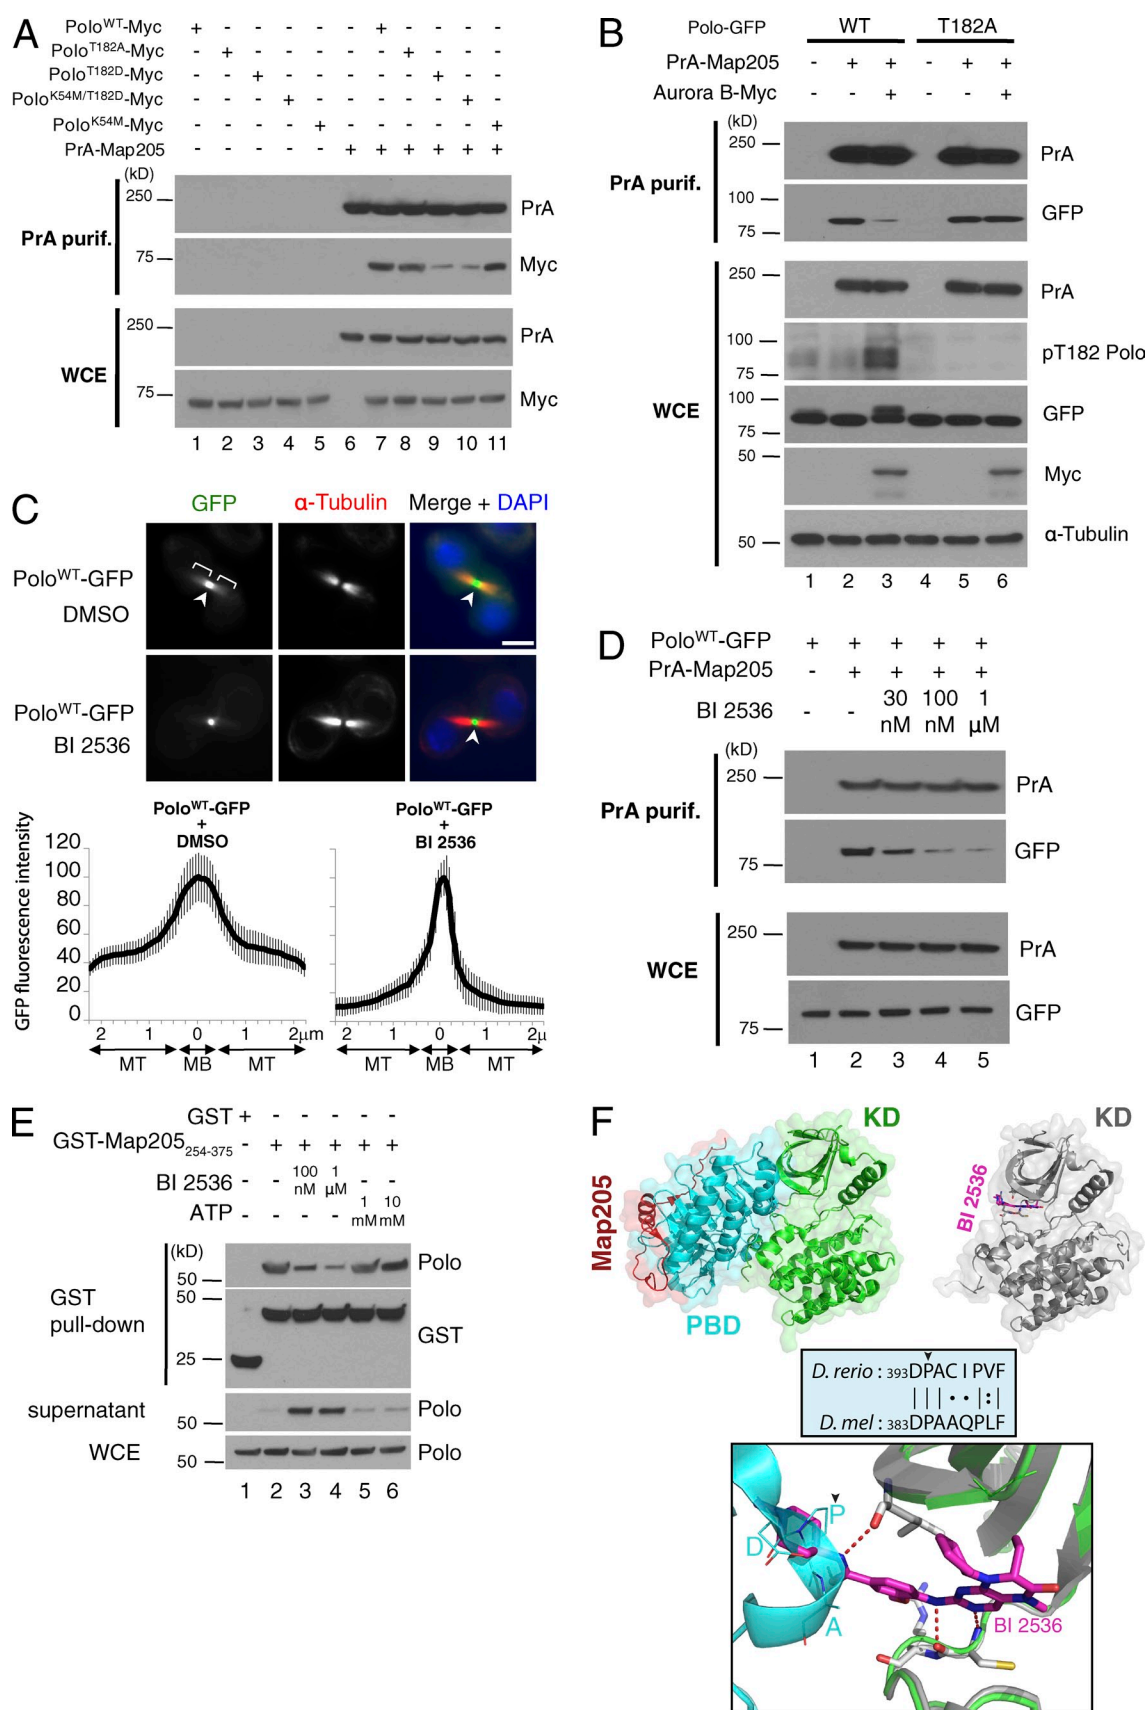 A
Polo^WT-Myc + - - - - - + - - - -
Polo^T182A-Myc - + - - - - - + - - -
Polo^T182D-Myc - - + - - - - - + - -
Polo^K54M/T182D-Myc - - - + - - - - - + -
Polo^K54M-Myc - - - - + - - - - - +
PrA-Map205 - - - - - + + + + + +
(kD)
PrA purif.
250
PrA
75
Myc
WCE
250
PrA
75
Myc
1 2 3 4 5 6 7 8 9 10 11
B
Polo-GFP WT T182A
PrA-Map205 - + + - + +
Aurora B-Myc - - + - - +
(kD)
PrA purif.
250
PrA
100
GFP
75
WCE
250
PrA
100
pT182 Polo
75
100
GFP
75
50
Myc
50
α-Tubulin
1 2 3 4 5 6
C
GFP α-Tubulin Merge + DAPI
Polo^WT-GFP
DMSO
Polo^WT-GFP
BI 2536
Polo^WT-GFP
+
DMSO
Polo^WT-GFP
+
BI 2536
GFP fluorescence intensity
120
100
80
60
40
20
0
2 1 0 1 2μm
MT MB MT
2 1 0 1 2μ
MT MB MT
D
Polo^WT-GFP + + + + +
PrA-Map205 - + + + +
BI 2536 - - 30 nM 100 nM 1 μM
(kD)
PrA purif.
250
PrA
75
GFP
WCE
250
PrA
75
GFP
1 2 3 4 5
E
GST + - - - - -
GST-Map205254-375 - + + + + +
BI 2536 - - 100 nM 1 μM - -
ATP - - - - 1 mM 10 mM
(kD)
GST pull-down
50
Polo
50
GST
25
supernatant
50
Polo
WCE
50
Polo
1 2 3 4 5 6
F
KD
KD
Map205
BI 2536
PBD
D. rerio : 393DPACIPVF
|||··|:|
D. mel : 383DPAAQPLF
P
D
A
BI 2536